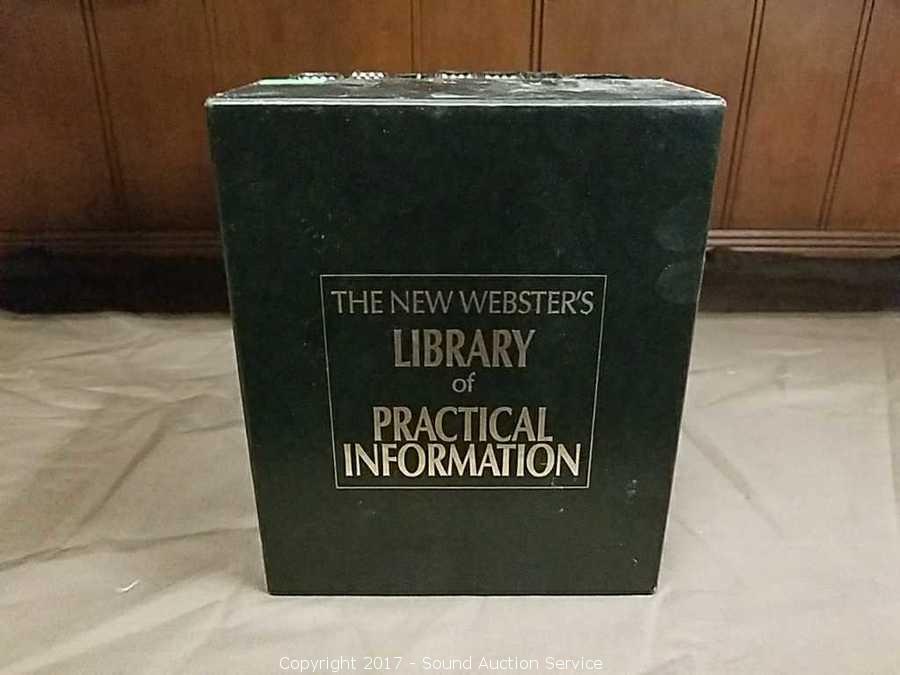 THE NEW WEBSTER'S
LIBRARY
of
PRACTICAL
INFORMATION
Copyright 2017 - Sound Auction Service